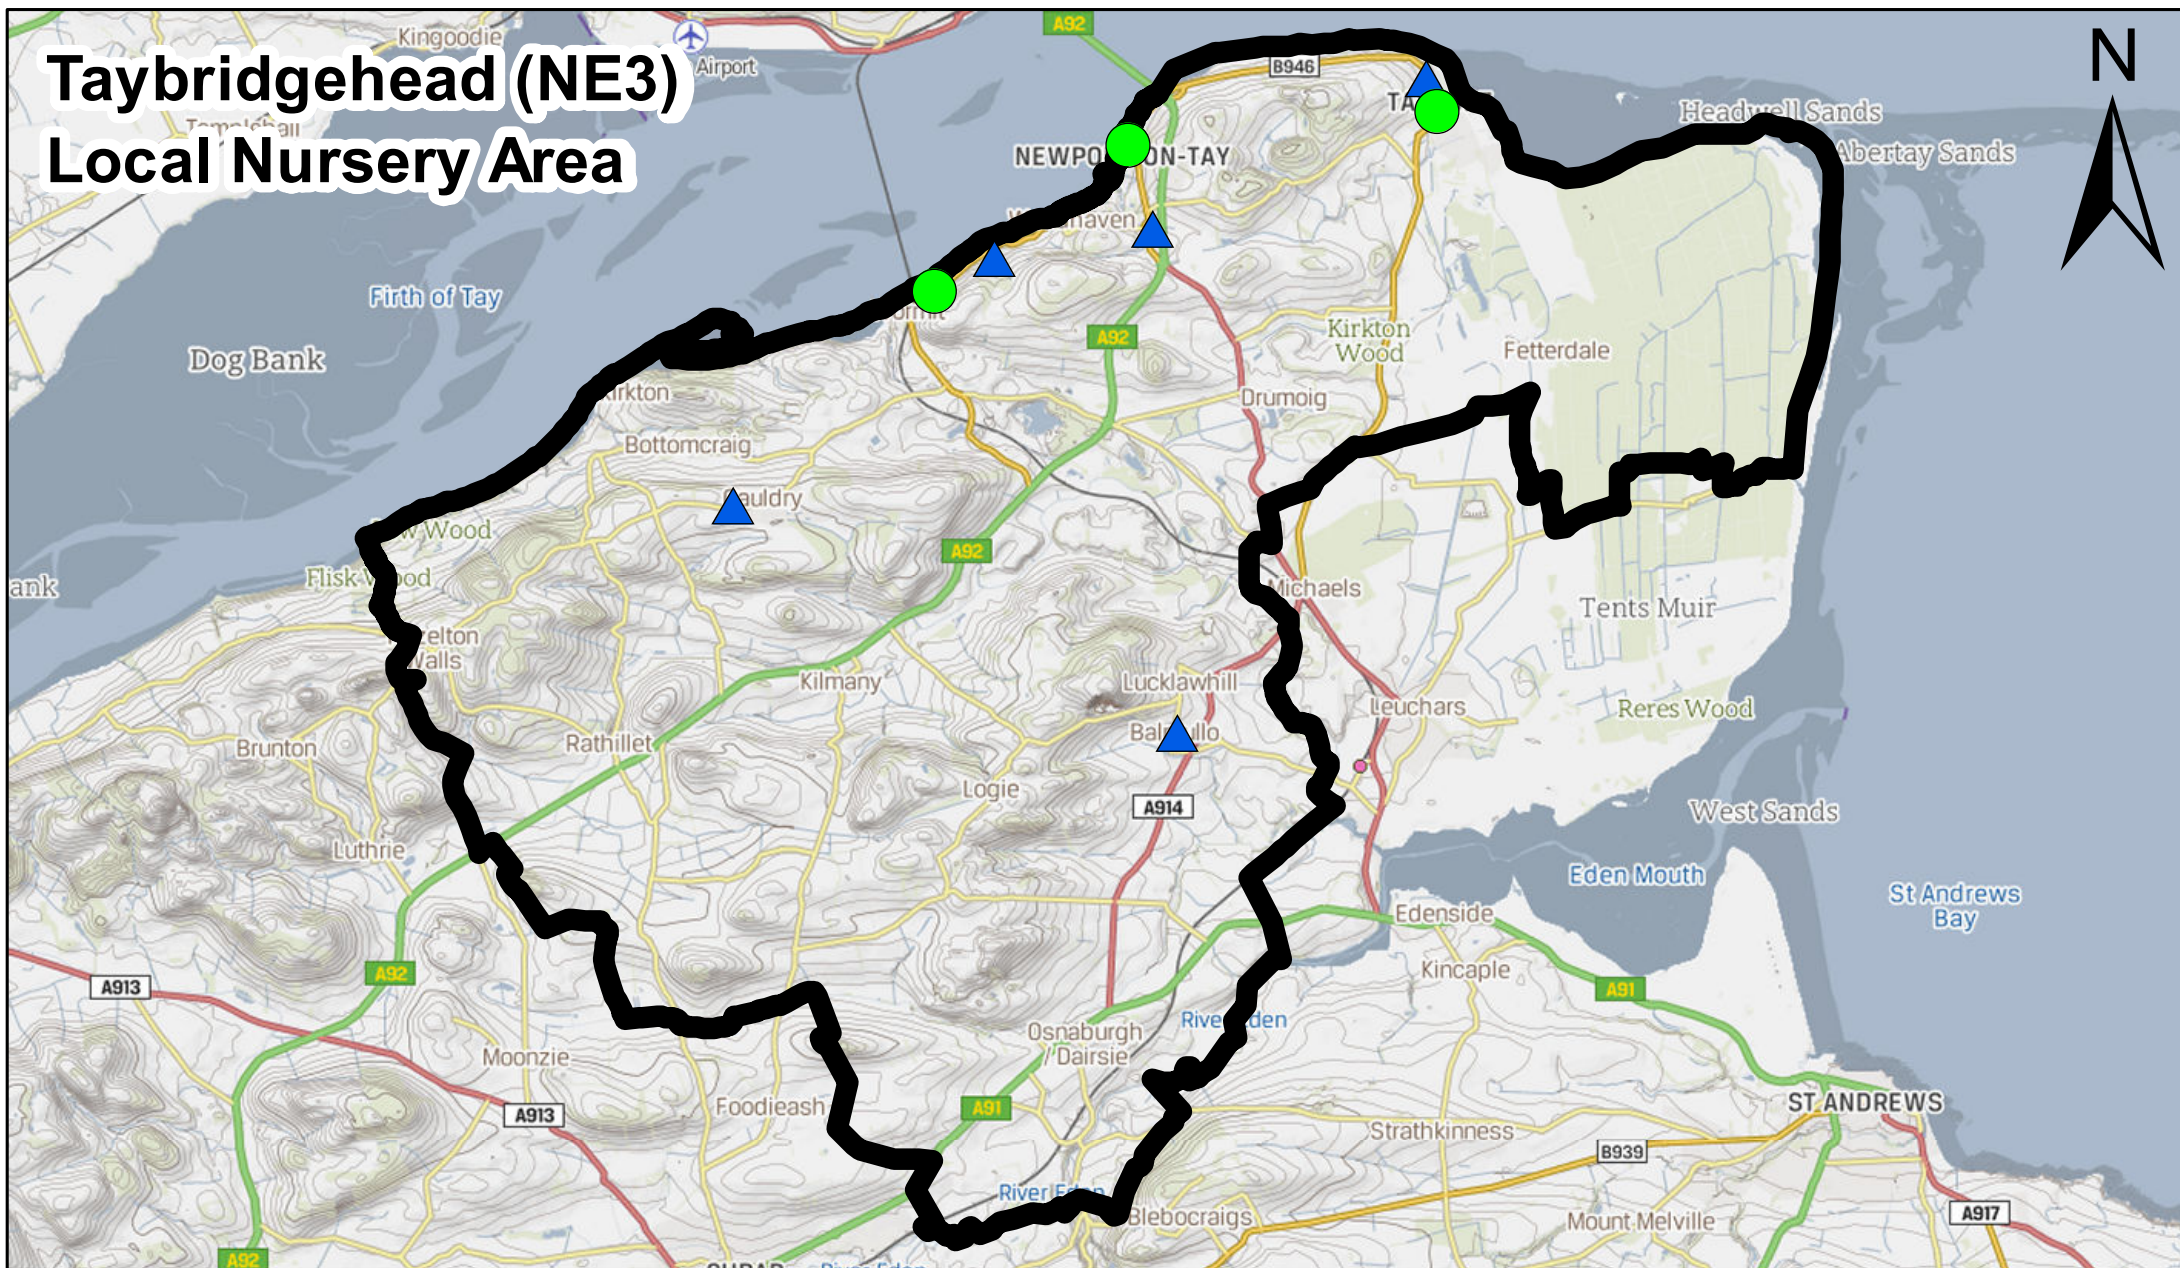 Taybridgehead (NE3)
Local Nursery Area
N
Kingoodie
Airport
A92
B946
Headwell Sands
Abertay Sands
Firth of Tay
Dog Bank
A92
Kirkton
Wood
Fetterdale
Drumoig
Bottomcraig
A92
Michaels
Tents Muir
Kilmany
Lucklawhill
Leuchars
Reres Wood
Brunton
Rathillet
Logie
A914
West Sands
Luthrie
Eden Mouth
St Andrews
Bay
Edenside
Kincaple
A92
A913
A91
Osnaburgh
/ Dairsie
Moonzie
A913
Foodieash
A91
ST ANDREWS
Strathkinness
B939
Blebocraigs
Mount Melville
A917
A92